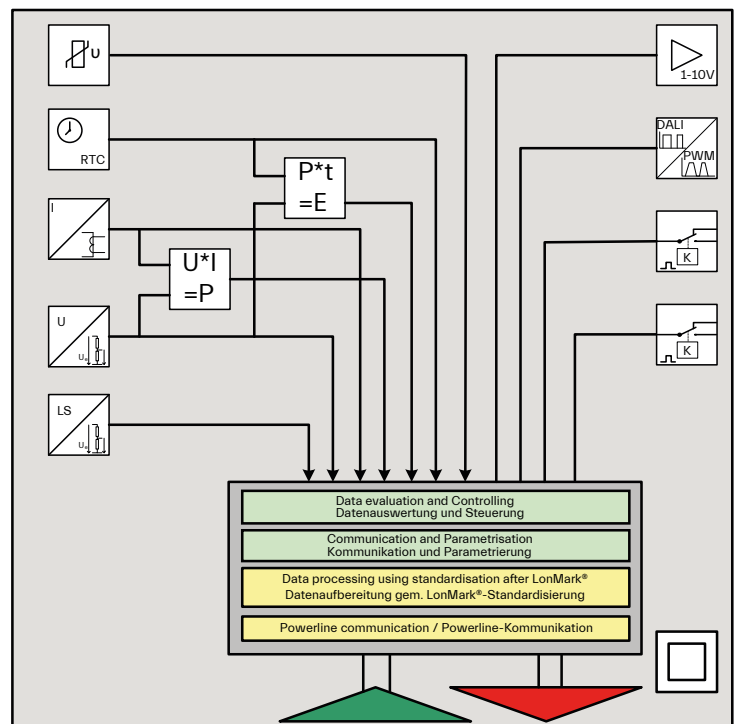 U
1-10V
RTC
DALI
PWM
P*t
=E
I
K
U*I
=P
U
Uₑ
K
LS
Uₑ
Data evaluation and Controlling
Datenauswertung und Steuerung
Communication and Parametrisation
Kommunikation und Parametrierung
Data processing using standardisation after LonMark®
Datenaufbereitung gem. LonMark®-Standardisierung
Powerline communication / Powerline-Kommunikation